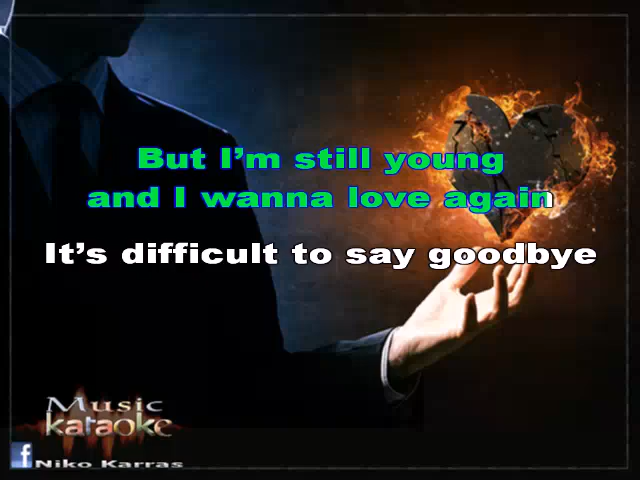 But I’m still young
and I wanna love again
It’s difficult to say goodbye
Music
karaoke
f Niko Karras